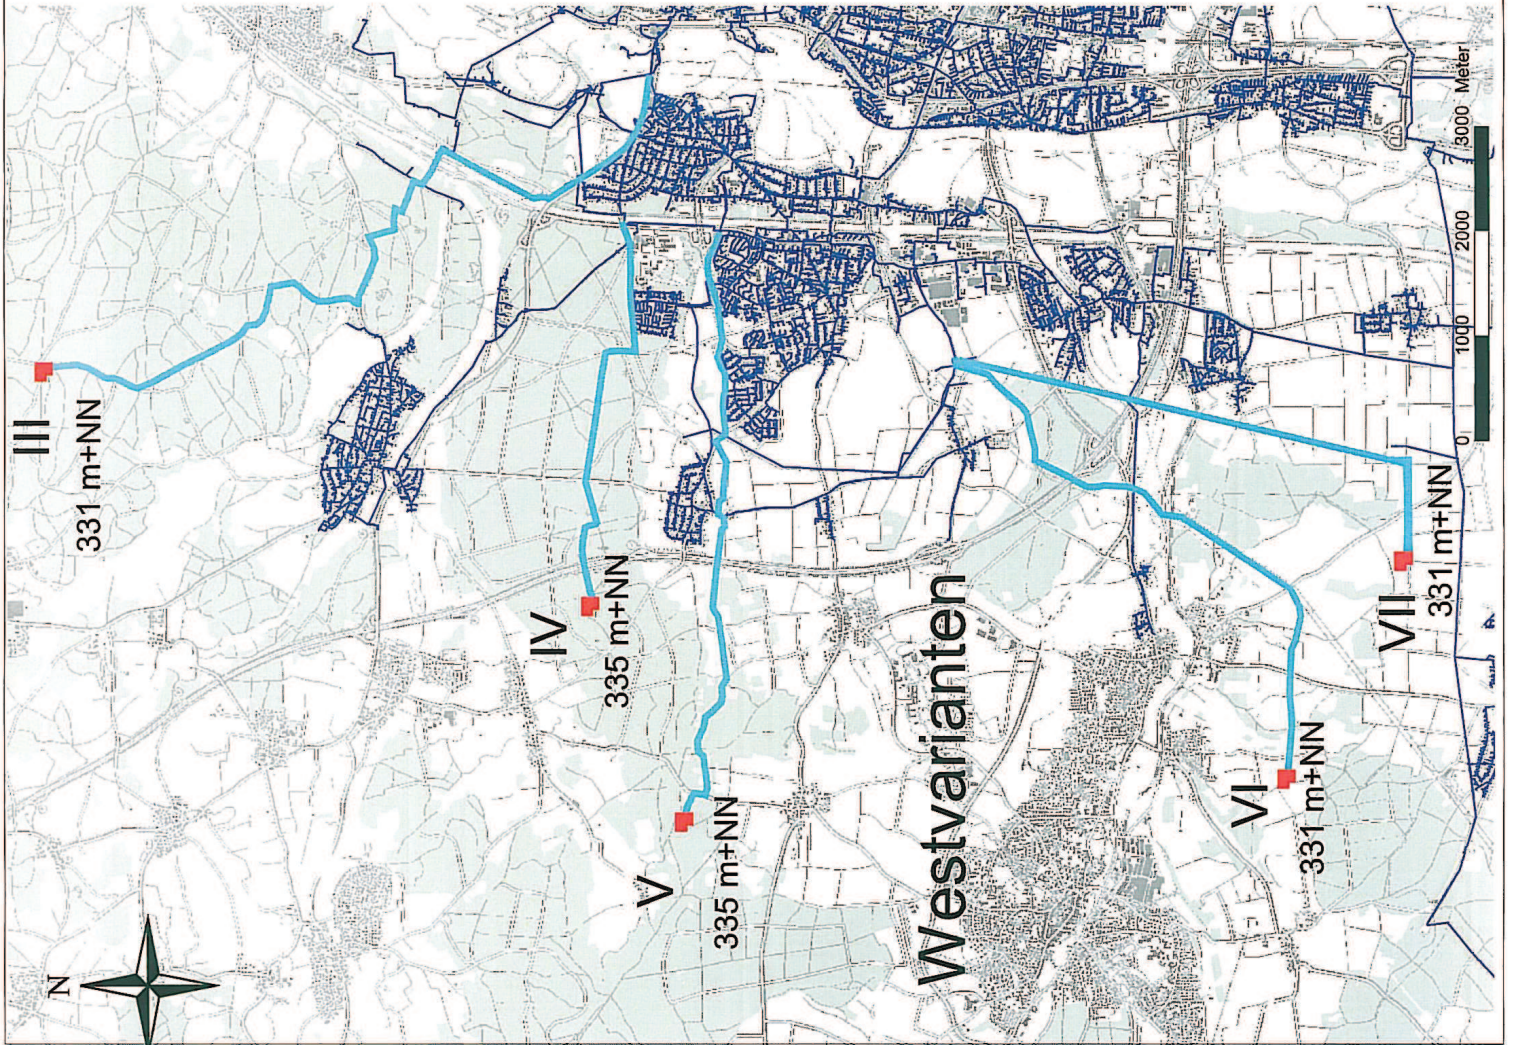 N
III
331 m+NN
IV
335 m+NN
V
335 m+NN
Westvarianten
VI
331 m+NN
VII
331 m+NN
0 1000 2000 3000 Meter